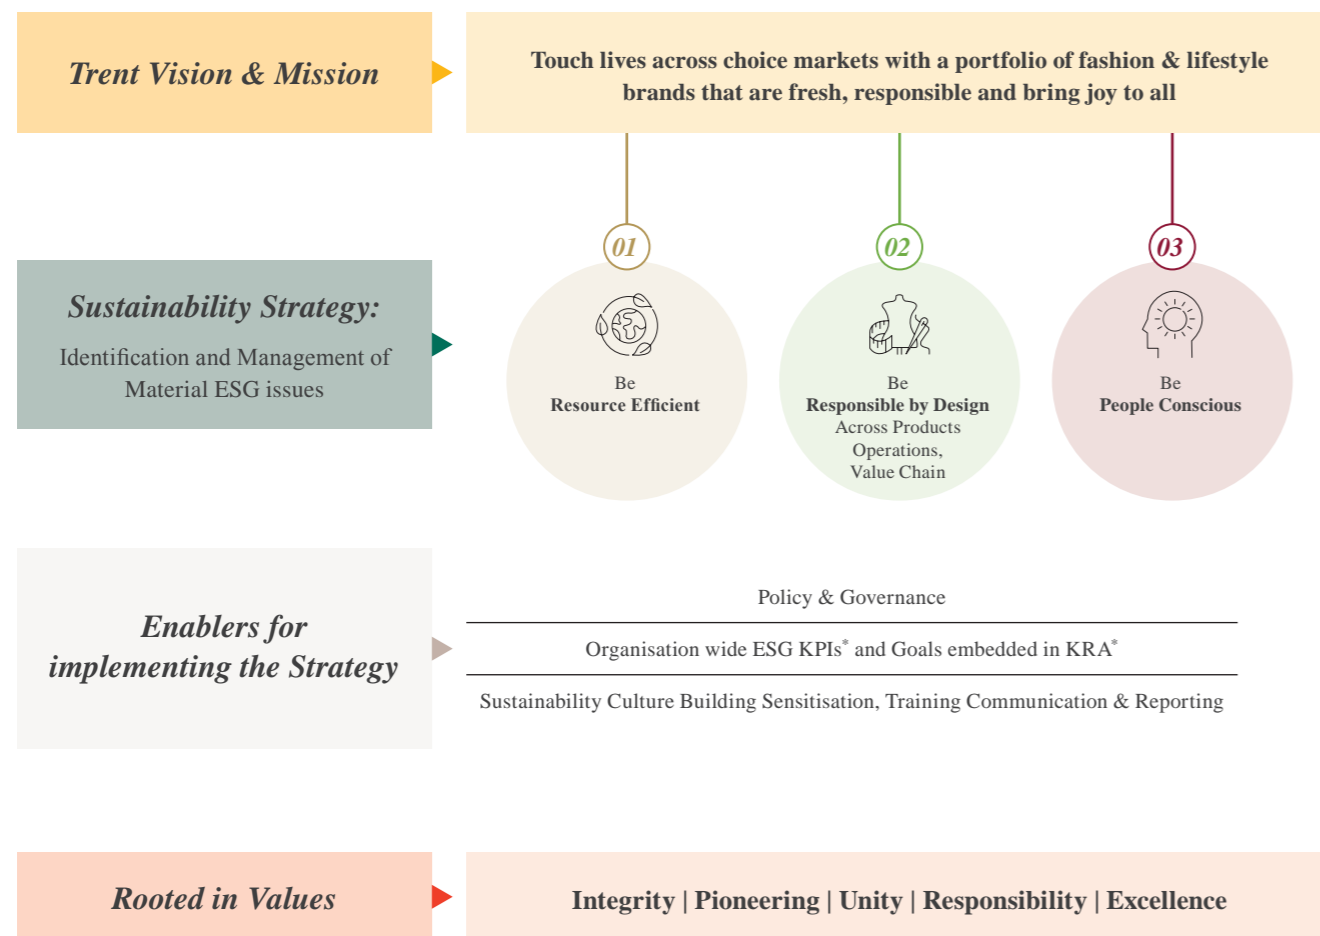 Trent Vision & Mission
Touch lives across choice markets with a portfolio of fashion & lifestyle
brands that are fresh, responsible and bring joy to all
Sustainability Strategy:
Identification and Management of
Material ESG issues
01
Be
Resource Efficient
02
Be
Responsible by Design
Across Products
Operations,
Value Chain
03
Be
People Conscious
Enablers for
implementing the Strategy
Policy & Governance
Organisation wide ESG KPIs* and Goals embedded in KRA*
Sustainability Culture Building Sensitisation, Training Communication & Reporting
Rooted in Values
Integrity | Pioneering | Unity | Responsibility | Excellence